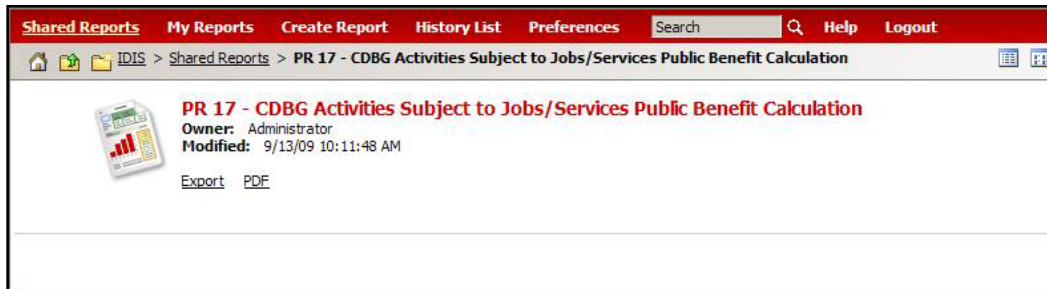 Shared Reports My Reports Create Report History List Preferences Search Help Logout
IDIS > Shared Reports > PR 17 - CDBG Activities Subject to Jobs/Services Public Benefit Calculation
PR 17 - CDBG Activities Subject to Jobs/Services Public Benefit Calculation
Owner: Administrator
Modified: 9/13/09 10:11:48 AM
Export PDF